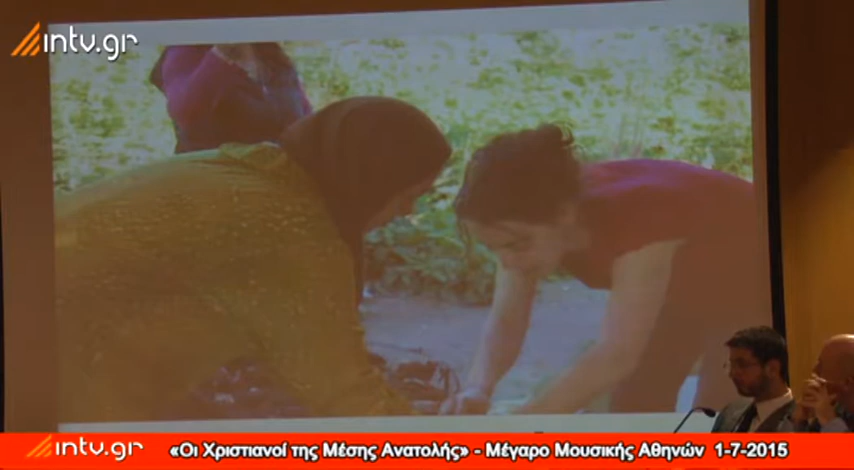 intv.gr
intv.gr «Οι Χριστιανοί της Μέσης Ανατολής» - Μέγαρο Μουσικής Αθηνών 1-7-2015